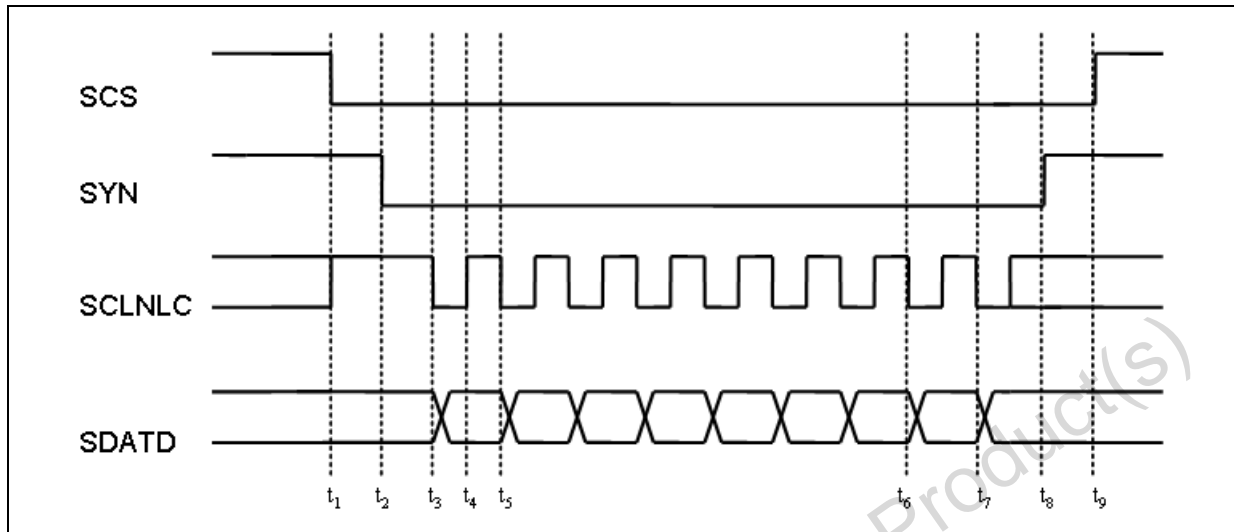 SCS
SYN
SCLNLC
SDATD
t₁ t₂ t₃ t₄ t₅ t₆ t₇ t₈ t₉
Product(s)